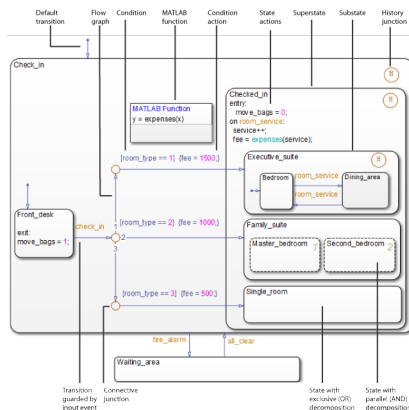 Default
transition
Flow
graph
Condition
MATLAB
function
Condition
action
State
actions
Superstate
Substate
History
junction
Check_in
H
Checked_in
entry:
move_bags = 0;
on room_service:
service++;
fee = expenses(service);
H
MATLAB Function
y = expenses(x)
Executive_suite
H
[room_type == 1] {fee = 1500;}
1
room_service
Bedroom
Dining_area
room_service
Front_desk
exit:
move_bags = 1;
check_in
[room_type == 2] {fee = 1000;}
2
3
Family_suite
Master_bedroom
1
Second_bedroom
2
[room_type == 3] {fee = 500;}
Single_room
fire_alarm
all_clear
Waiting_area
Transition
guarded by
input event
Connective
junction
State with
exclusive (OR)
decomposition
State with
parallel (AND)
decomposition